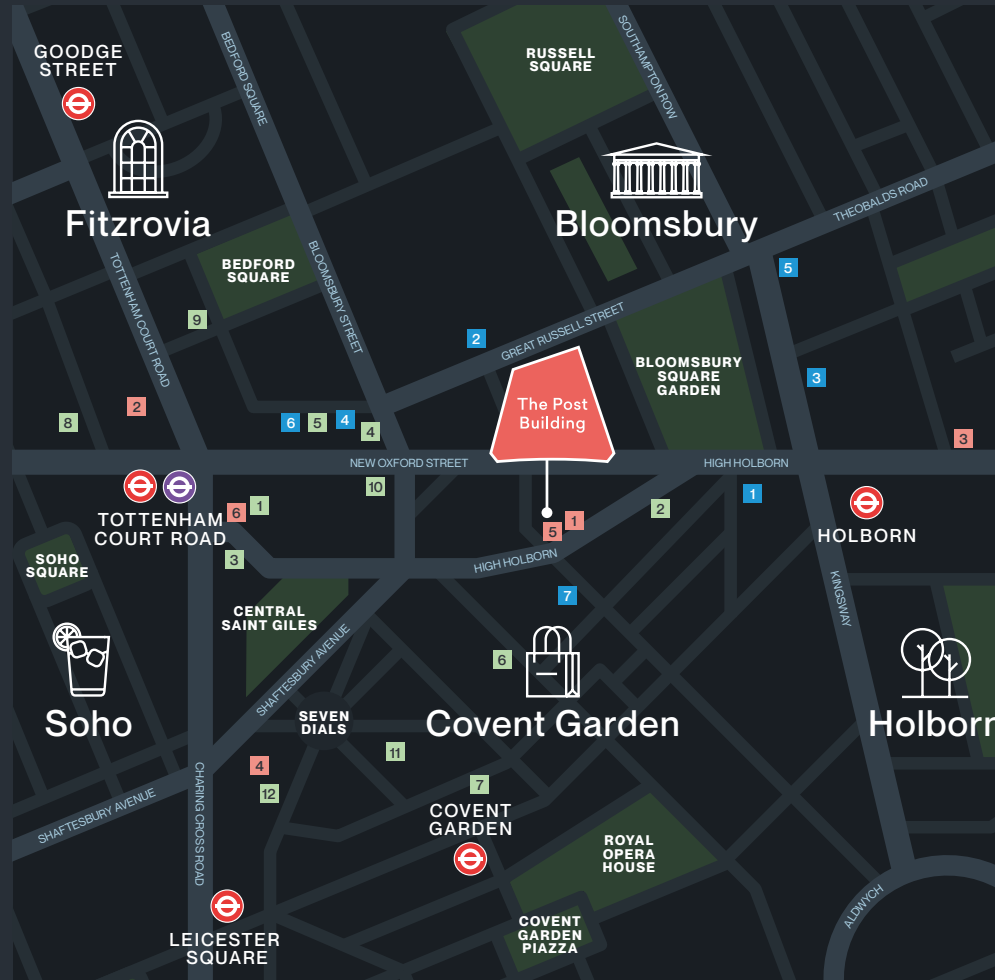 GOODGE
STREET
BEDFORD SQUARE
RUSSELL
SQUARE
SOUTHAMPTON ROW
Fitzrovia
Bloomsbury
THEOBALDS ROAD
TOTTENHAM COURT ROAD
BEDFORD
SQUARE
BLOOMSBURY STREET
5
9
2
GREAT RUSSELL STREET
BLOOMSBURY
SQUARE
GARDEN
3
The Post
Building
2
8
6
5
4
4
3
NEW OXFORD STREET
HIGH HOLBORN
10
1
6
1
2
TOTTENHAM
COURT ROAD
HOLBORN
5
1
3
HIGH HOLBORN
SOHO
SQUARE
KINGSWAY
7
CENTRAL
SAINT GILES
SHAFTESBURY AVENUE
6
Soho
SEVEN
DIALS
Covent Garden
Holborn
11
4
12
7
SHAFTESBURY AVENUE
CHARING CROSS ROAD
COVENT
GARDEN
ROYAL
OPERA
HOUSE
ALDWYCH
LEICESTER
SQUARE
COVENT
GARDEN
PIAZZA